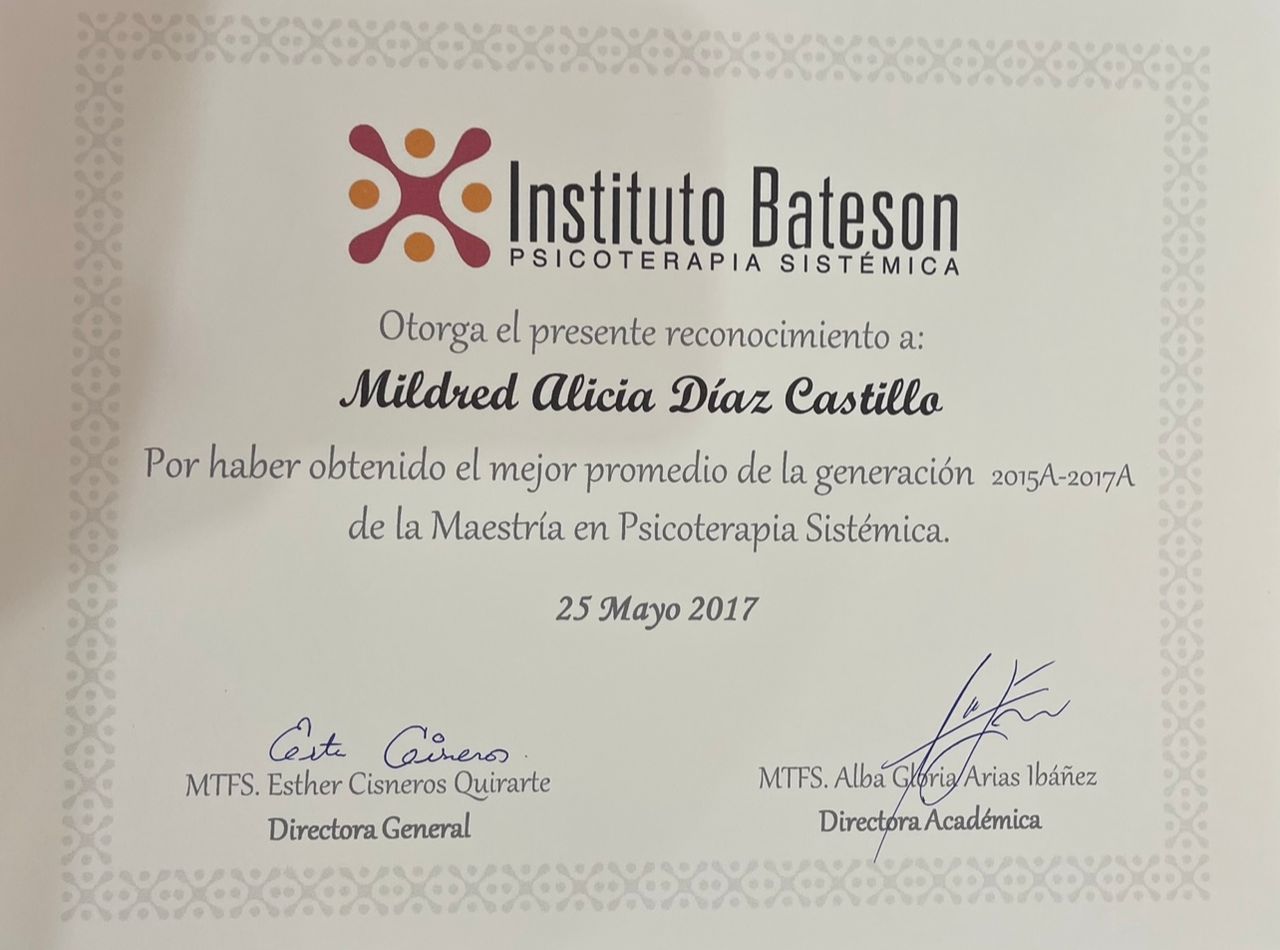 Instituto Bateson
PSICOTERAPIA SISTÉMICA
Otorga el presente reconocimiento a:
Mildred Alicia Díaz Castillo
Por haber obtenido el mejor promedio de la generación 2015A-2017A
de la Maestría en Psicoterapia Sistémica.
25 Mayo 2017
MTFS. Esther Cisneros Quirarte
Directora General
MTFS. Alba Gloria Arias Ibáñez
Directora Académica